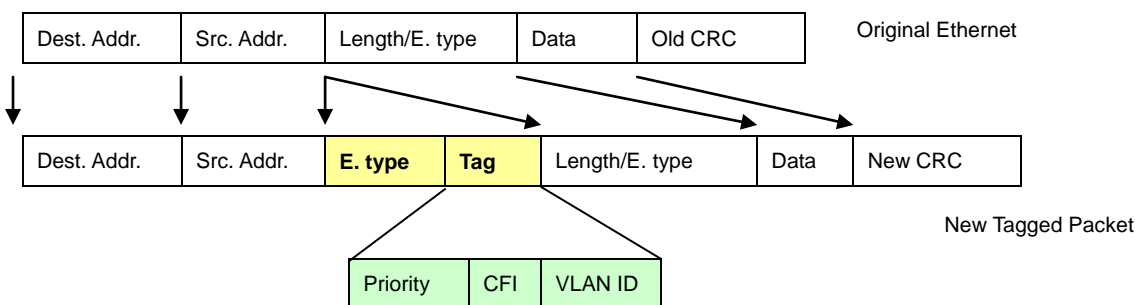 Dest. Addr. Src. Addr. Length/E. type Data Old CRC Original Ethernet
Dest. Addr. Src. Addr. E. type Tag Length/E. type Data New CRC
New Tagged Packet
Priority CFI VLAN ID